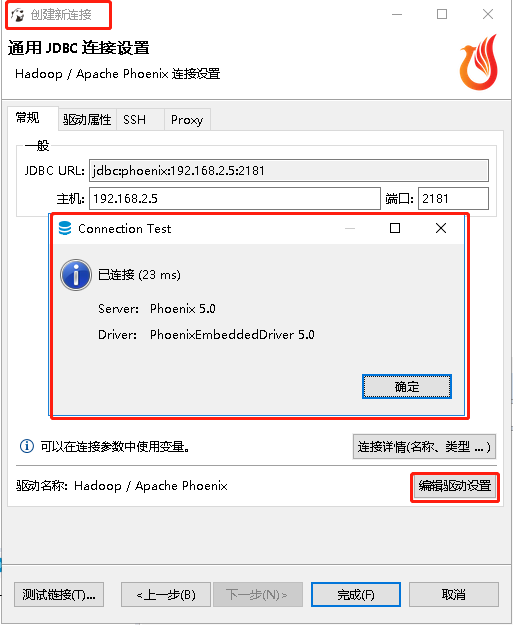 创建新连接
通用 JDBC 连接设置
Hadoop / Apache Phoenix 连接设置
常规 驱动属性 SSH Proxy
一般
JDBC URL: jdbc:phoenix:192.168.2.5:2181
主机: 192.168.2.5 端口: 2181
Connection Test
已连接 (23 ms)
Server: Phoenix 5.0
Driver: PhoenixEmbeddedDriver 5.0
确定
可以在连接参数中使用变量。 连接详情(名称、类型 ... )
驱动名称: Hadoop / Apache Phoenix 编辑驱动设置
测试链接(T)... <上一步(B) 下一步(N)> 完成(F) 取消